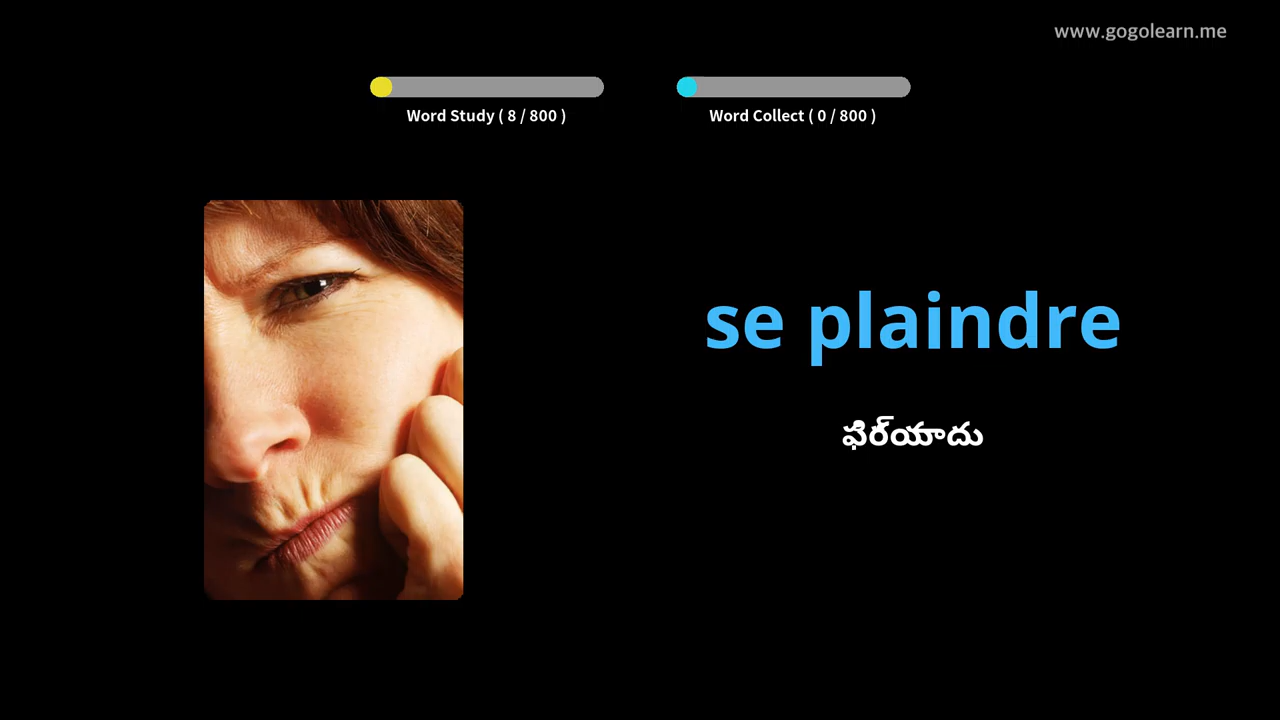 www.gogolearn.me
Word Study ( 8 / 800 )
Word Collect ( 0 / 800 )
se plaindre
ఫిర్‌యాదు